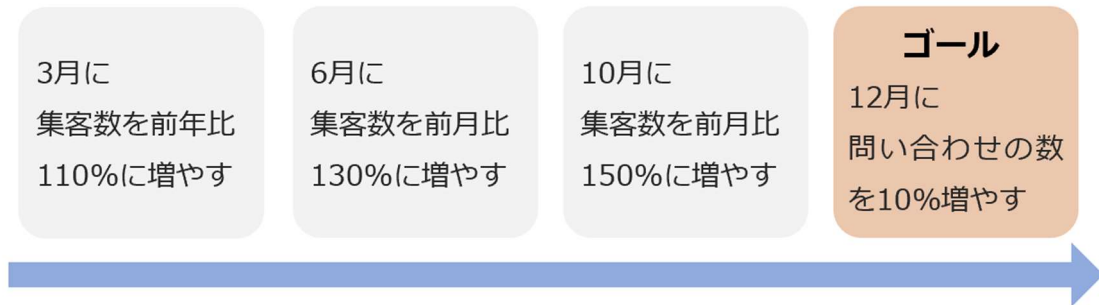 3月に
集客数を前年比
110%に増やす
6月に
集客数を前月比
130%に増やす
10月に
集客数を前月比
150%に増やす
ゴール
12月に
問い合わせの数
を10%増やす